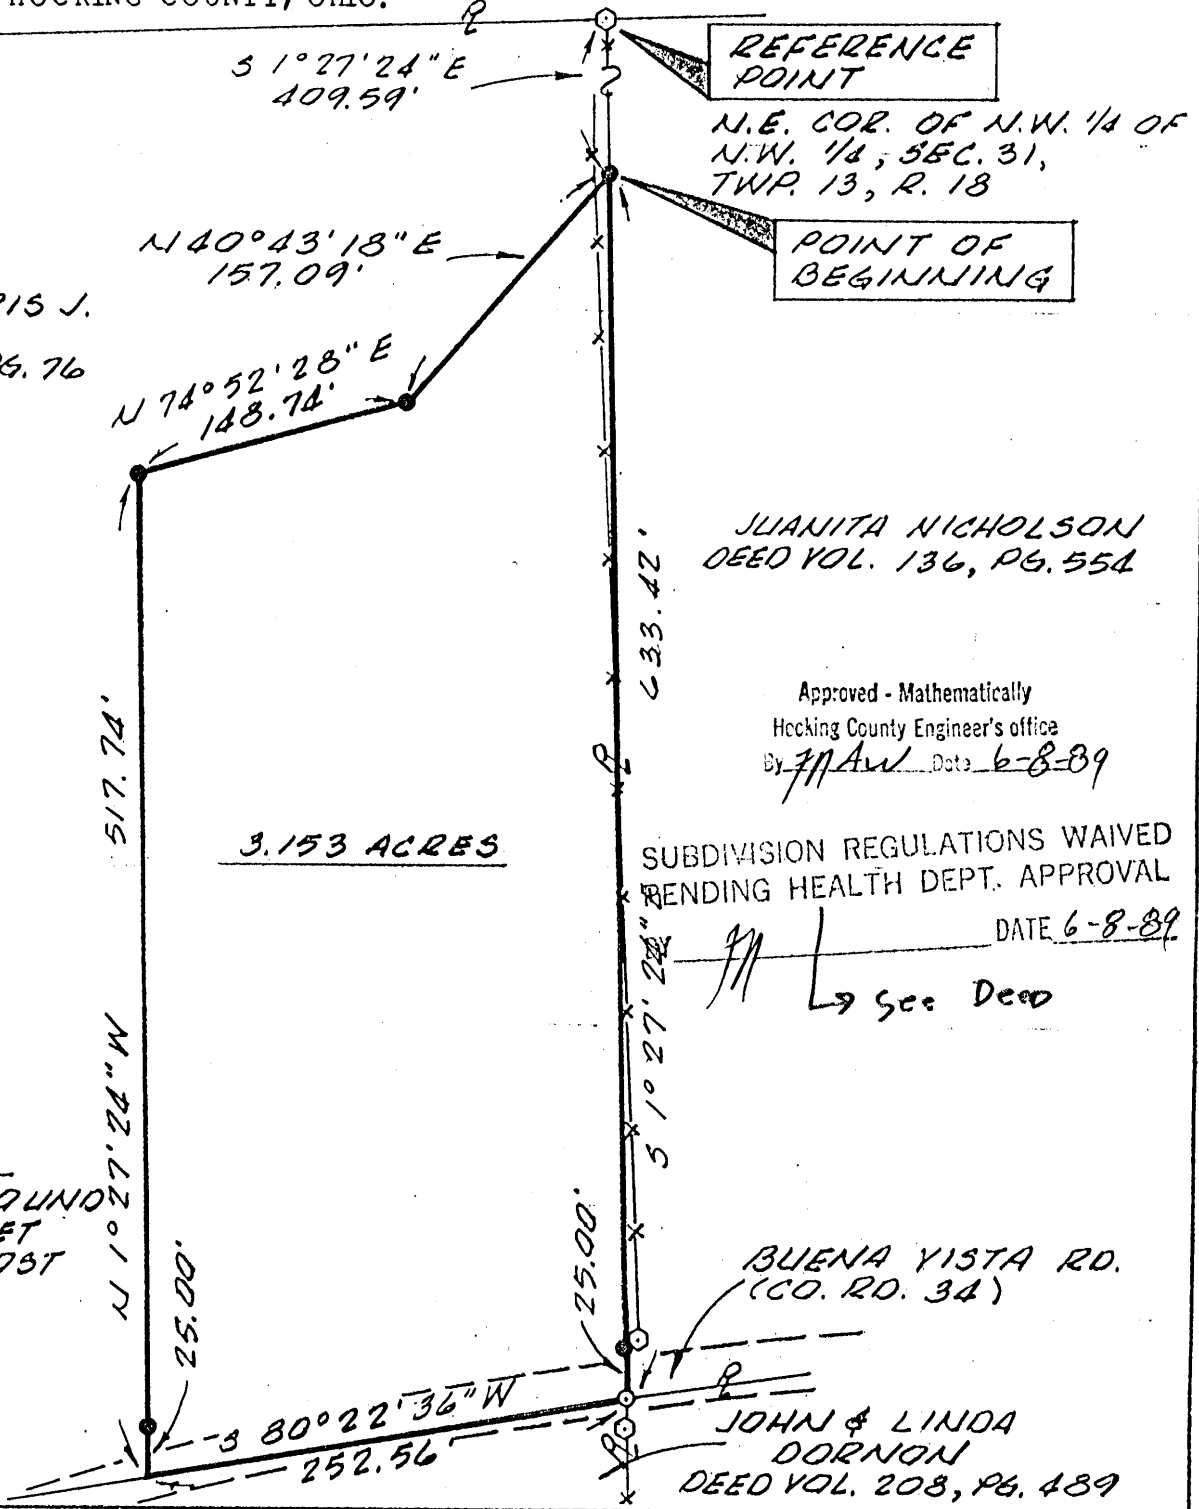 HOCKING COUNTY, OHIO.
S 1°27'24" E
409.59'
REFERENCE
POINT
N.E. COR. OF N.W. 1/4 OF
N.W. 1/4, SEC. 31,
TWP. 13, R. 18
N 40°43'18" E
157.09'
POINT OF
BEGINNING
J.
PG. 76
N 74°52'28" E
148.74'
JUANITA NICHOLSON
DEED VOL. 136, PG. 554
633.42'
Approved - Mathematically
Hocking County Engineer's office
By Date 6-8-89
517.74'
3.153 ACRES
SUBDIVISION REGULATIONS WAIVED
PENDING HEALTH DEPT. APPROVAL
DATE 6-8-89
See Deed
S 1° 27' 24" E
N 1°27'24" W
25.00'
25.00'
BUENA VISTA RD.
(CO. RD. 34)
S 80°22'36" W
252.56'
JOHN & LINDA
DORNON
DEED VOL. 208, PG. 489